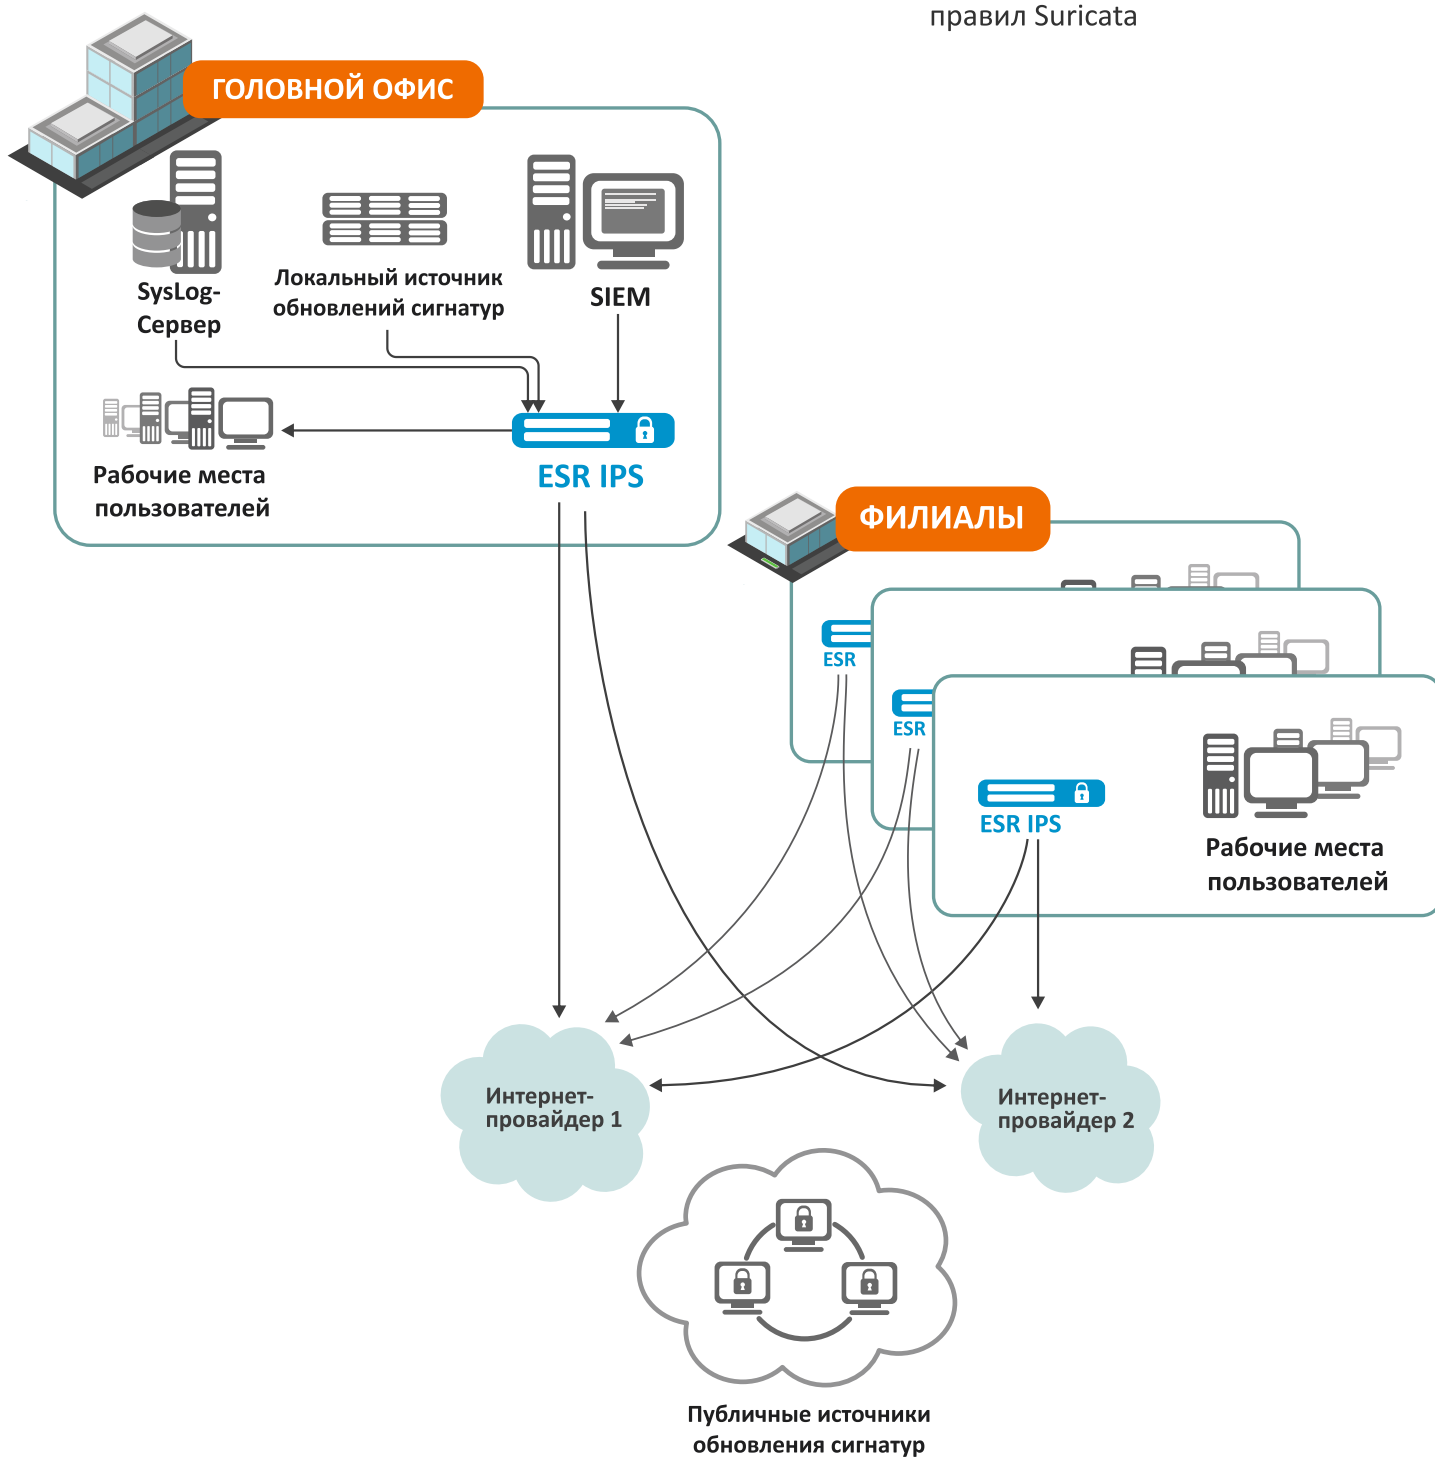 правил Suricata
ГОЛОВНОЙ ОФИС
SysLog-
Сервер
Локальный источник
обновлений сигнатур
SIEM
Рабочие места
пользователей
ESR IPS
ФИЛИАЛЫ
ESR
ESR
ESR IPS
Рабочие места
пользователей
Интернет-
провайдер 1
Интернет-
провайдер 2
Публичные источники
обновления сигнатур